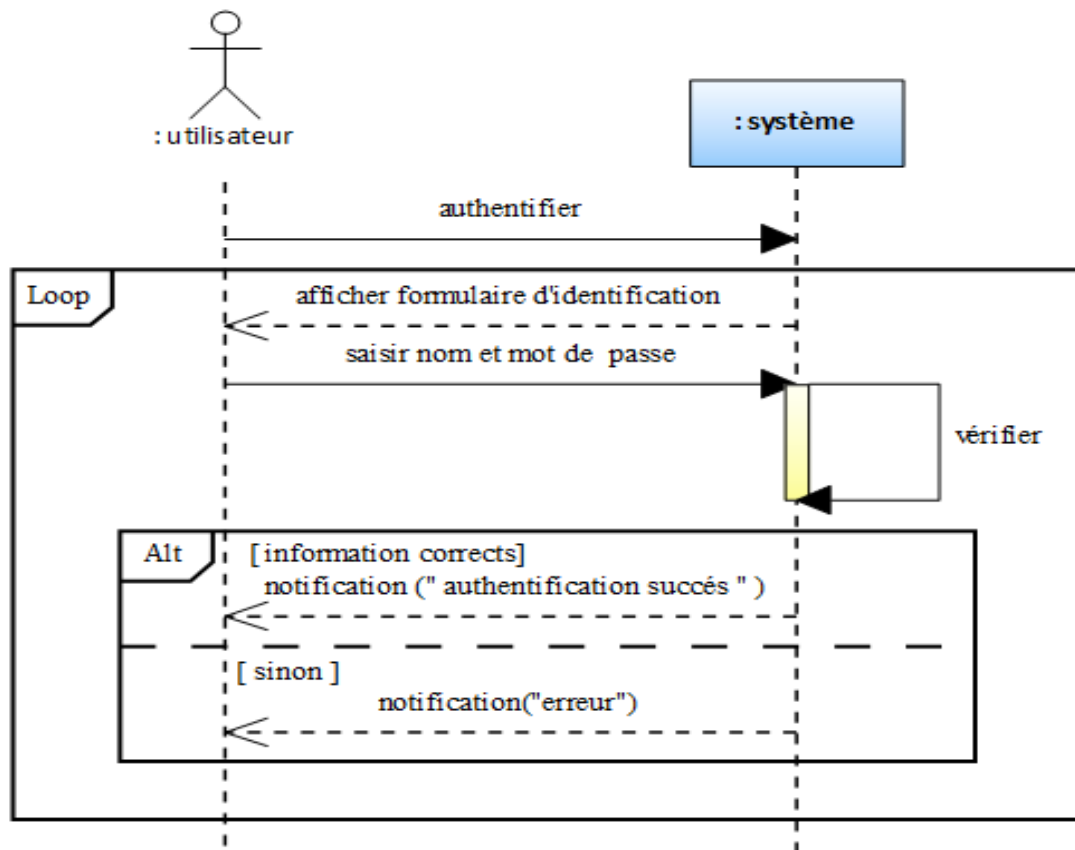 : utilisateur
: système
authentifier
Loop
afficher formulaire d'identification
saisir nom et mot de passe
vérifier
Alt
[ information corrects]
notification (" authentification succés " )
[ sinon ]
notification("erreur")